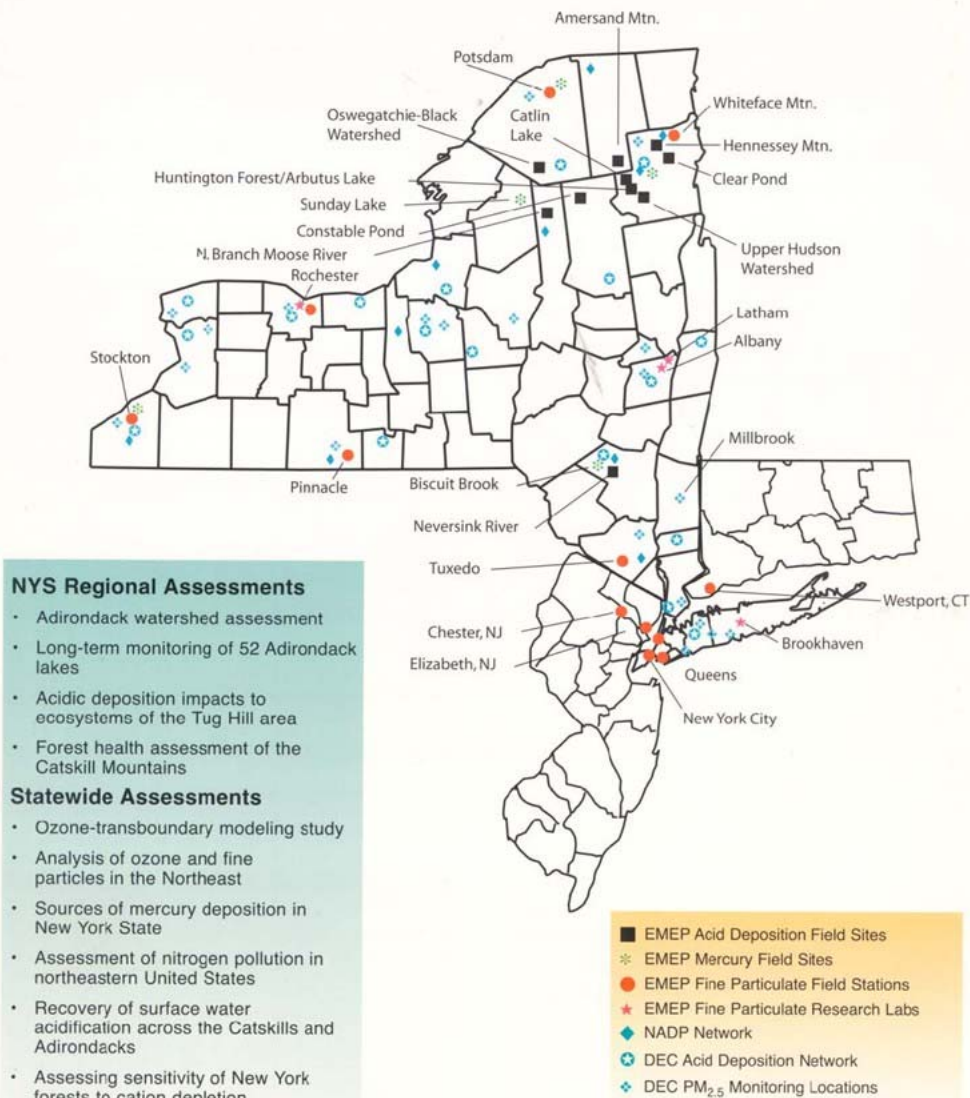 Amersand Mtn.
Potsdam
Whiteface Mtn.
Oswegatchie-Black
Watershed
Catlin
Lake
Hennessey Mtn.
Huntington Forest/Arbutus Lake
Clear Pond
Sunday Lake
Constable Pond
N. Branch Moose River
Upper Hudson
Watershed
Rochester
Latham
Albany
Stockton
Millbrook
Pinnacle
Biscuit Brook
Neversink River
Tuxedo
Westport, CT
Chester, NJ
Brookhaven
Elizabeth, NJ
Queens
New York City
NYS Regional Assessments
• Adirondack watershed assessment
• Long-term monitoring of 52 Adirondack
lakes
• Acidic deposition impacts to
ecosystems of the Tug Hill area
• Forest health assessment of the
Catskill Mountains
Statewide Assessments
• Ozone-transboundary modeling study
• Analysis of ozone and fine
particles in the Northeast
• Sources of mercury deposition in
New York State
• Assessment of nitrogen pollution in
northeastern United States
• Recovery of surface water
acidification across the Catskills and
Adirondacks
• Assessing sensitivity of New York
forests to cation depletion
EMEP Acid Deposition Field Sites
EMEP Mercury Field Sites
EMEP Fine Particulate Field Stations
EMEP Fine Particulate Research Labs
NADP Network
DEC Acid Deposition Network
DEC PM2.5 Monitoring Locations